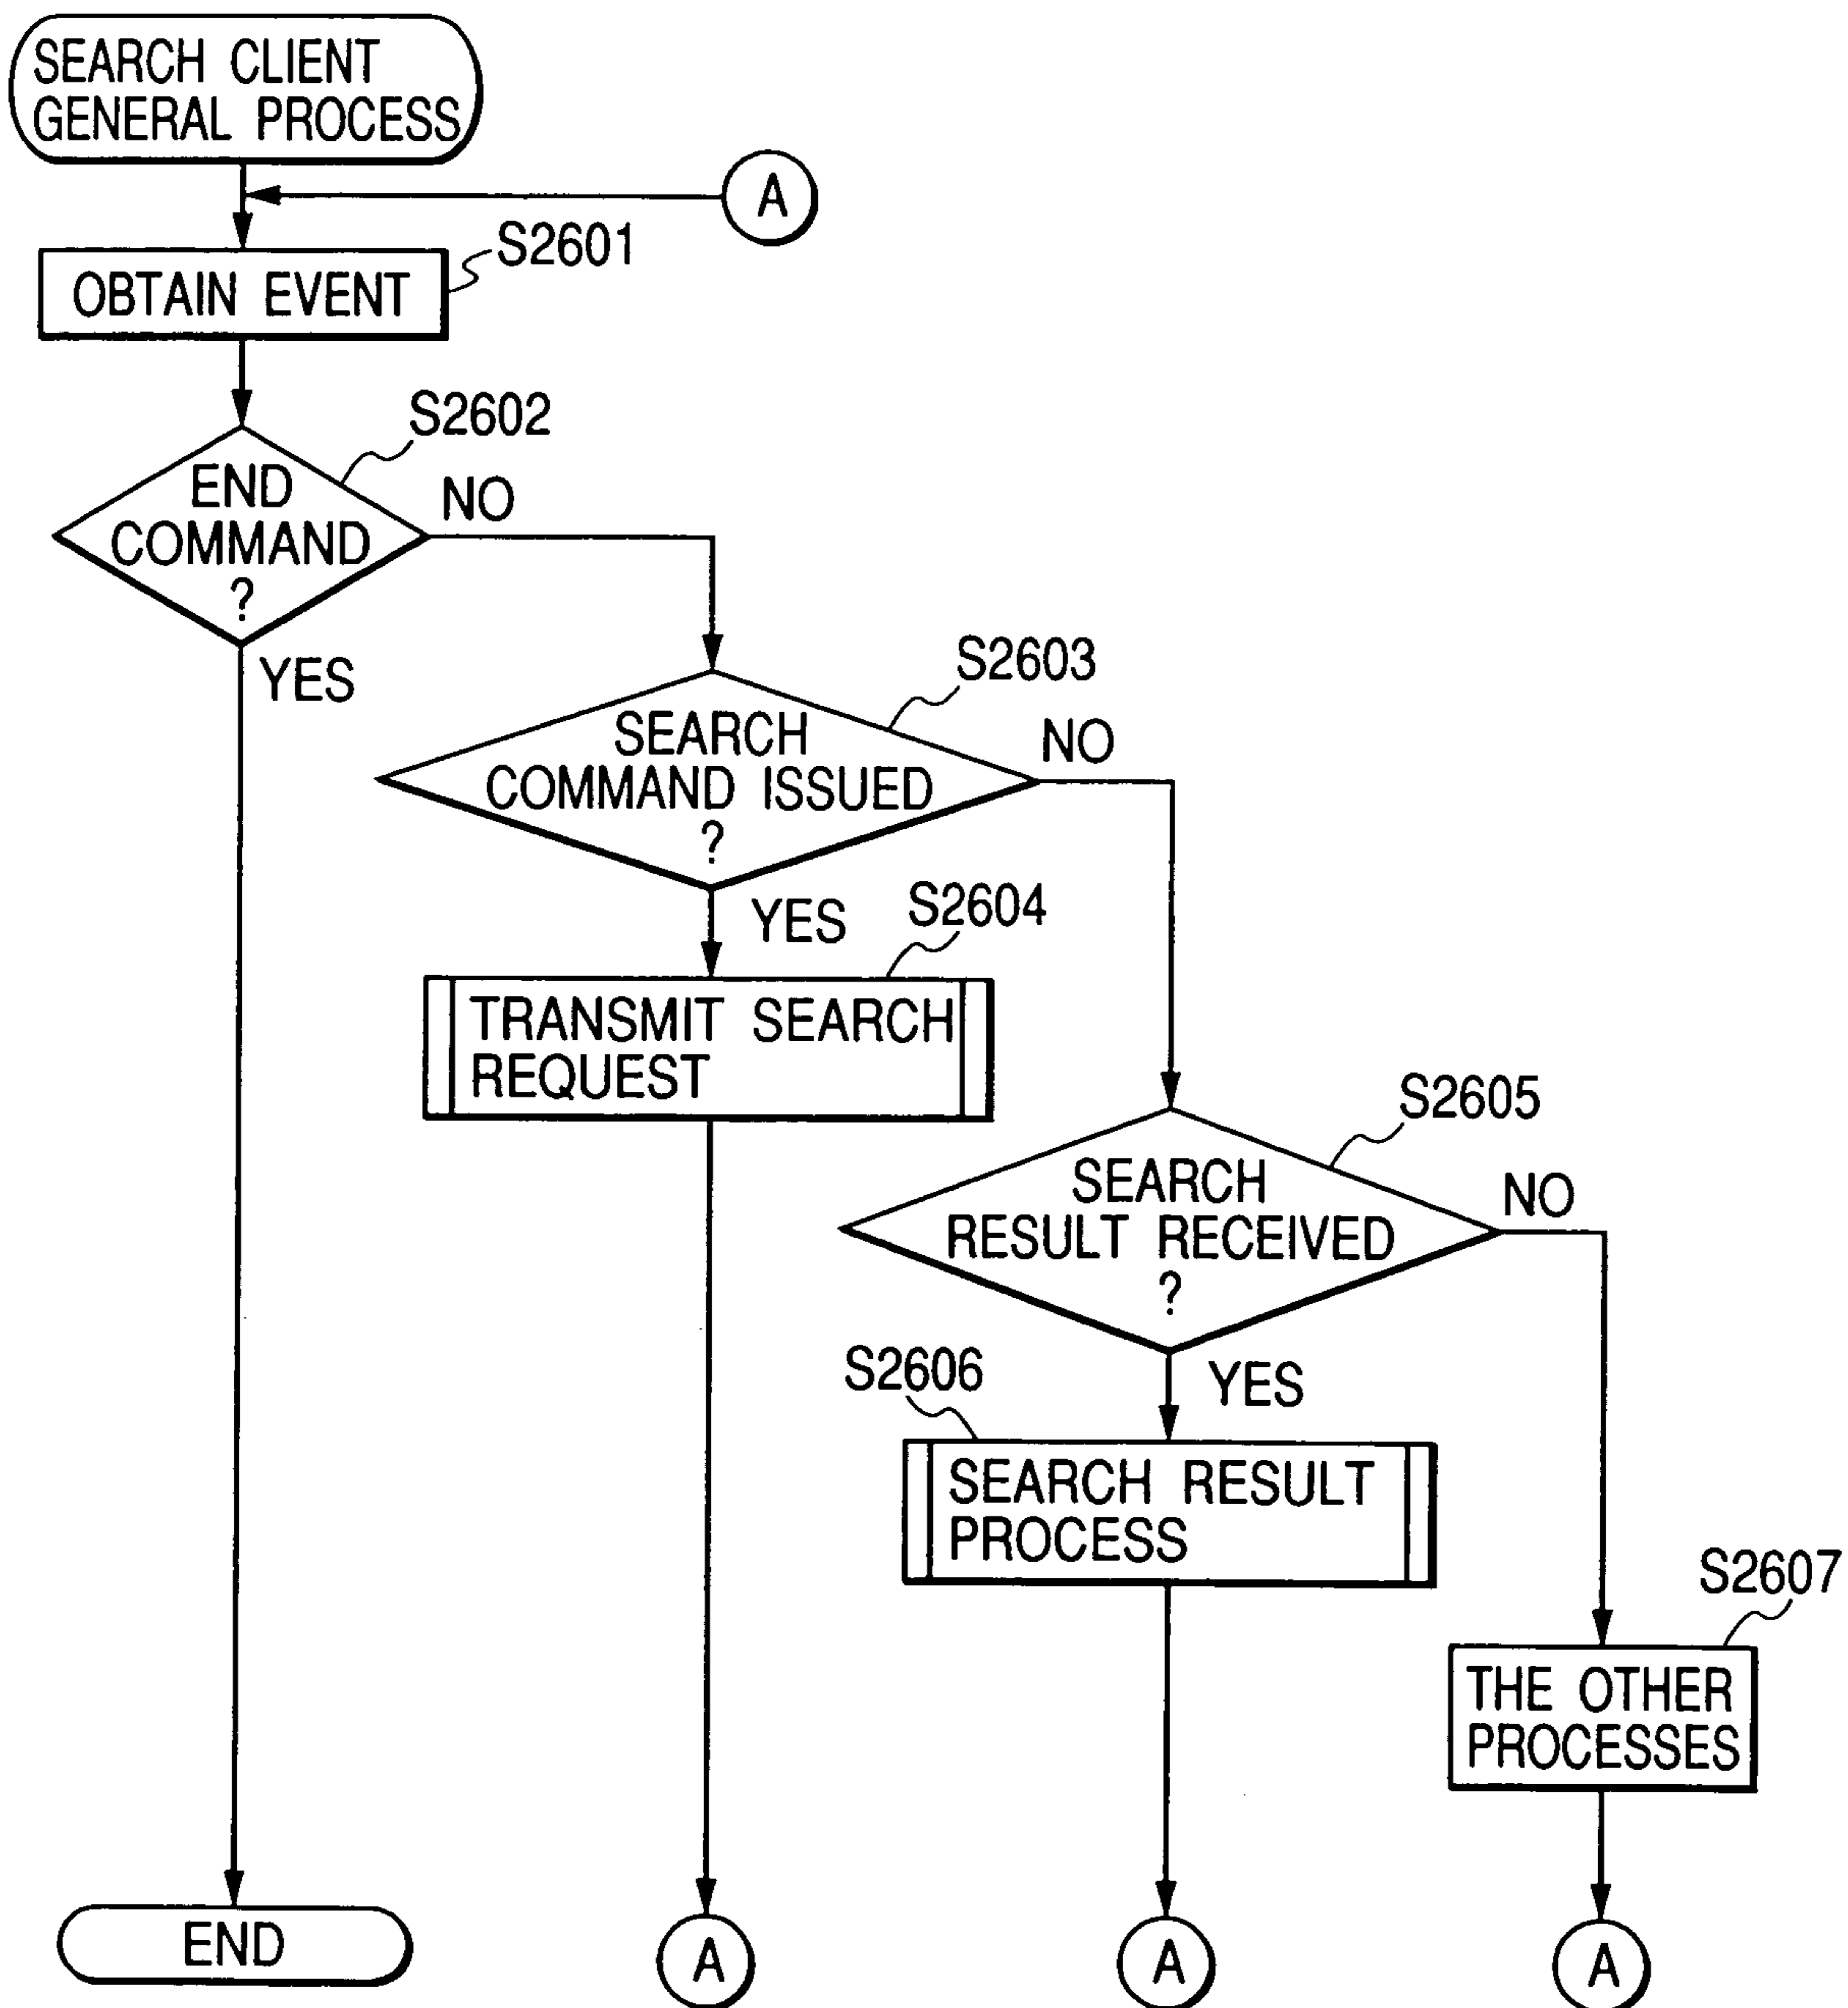 SEARCH CLIENT
GENERAL PROCESS
A
S2601
OBTAIN EVENT
S2602
END
COMMAND
?
NO
YES
S2603
SEARCH
COMMAND ISSUED
?
NO
YES
S2604
TRANSMIT SEARCH
REQUEST
S2605
SEARCH
RESULT RECEIVED
?
NO
YES
S2606
SEARCH RESULT
PROCESS
S2607
THE OTHER
PROCESSES
END
A
A
A